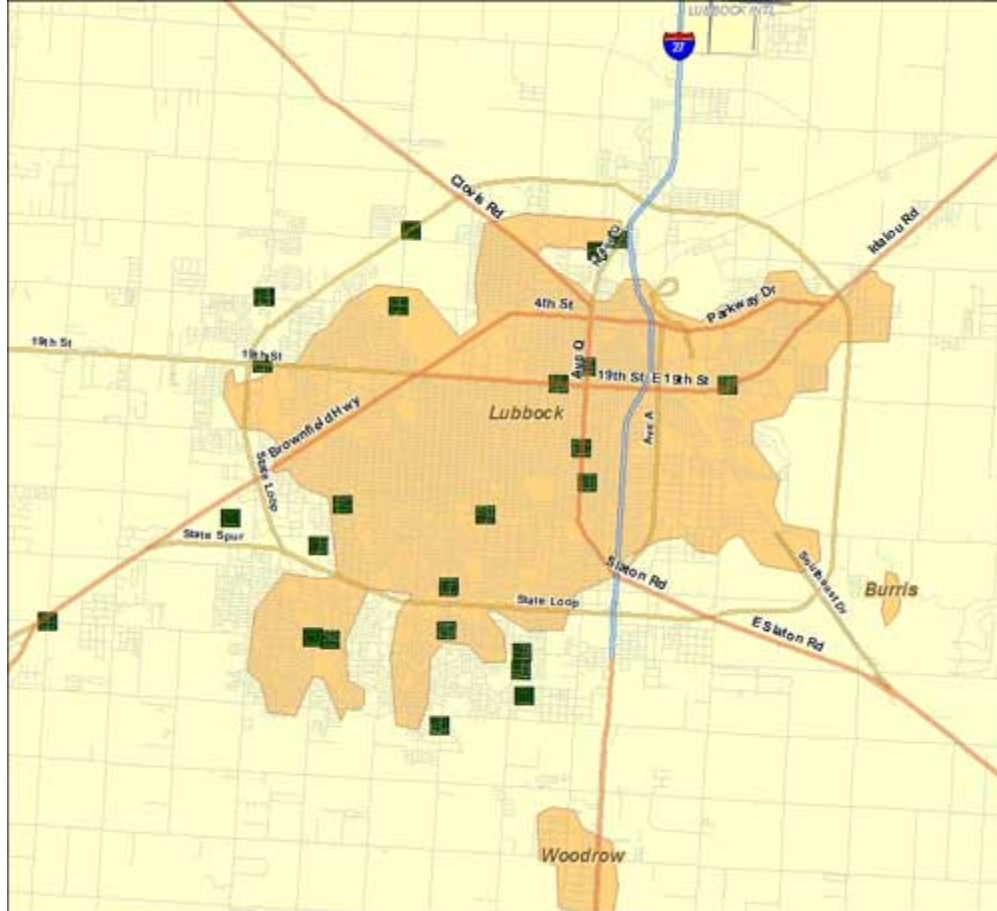 LUBBOCK INTL
27
Clovis Rd
Idalou Rd
Parkway Dr
4th St
19th St
19th St
Ave Q
19th St
E 19th St
Lubbock
Brownfield Hwy
Ave A
State Loop
State Spur
Slaton Rd
State Loop
Southeast Dr
Burris
E Slaton Rd
Woodrow